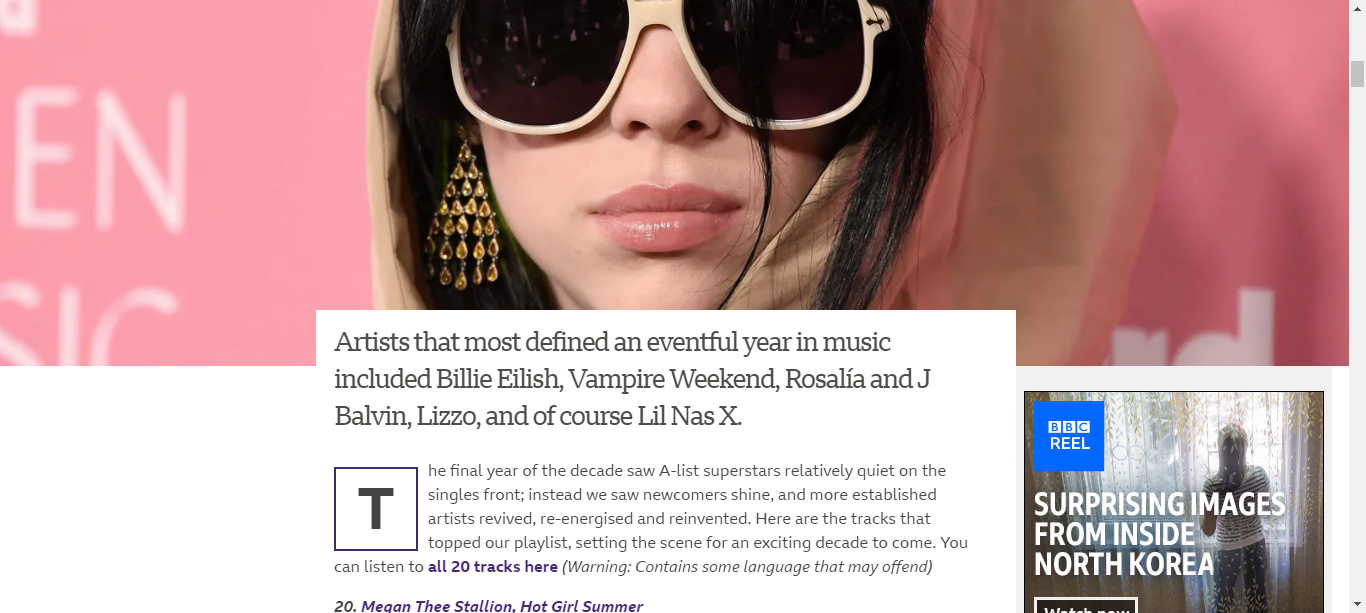 EN
SIC
rd
Artists that most defined an eventful year in music
included Billie Eilish, Vampire Weekend, Rosalía and J
Balvin, Lizzo, and of course Lil Nas X.
The final year of the decade saw A-list superstars relatively quiet on the
singles front; instead we saw newcomers shine, and more established
artists revived, re-energised and reinvented. Here are the tracks that
topped our playlist, setting the scene for an exciting decade to come. You
can listen to all 20 tracks here (Warning: Contains some language that may offend)
20. Megan Thee Stallion, Hot Girl Summer
BBC
REEL
SURPRISING IMAGES
FROM INSIDE
NORTH KOREA
Watch now